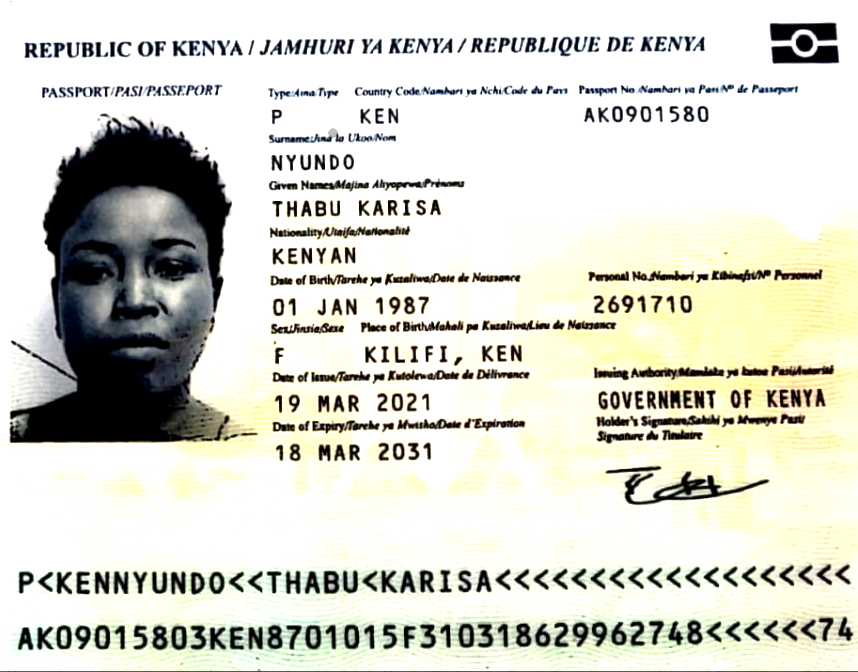 REPUBLIC OF KENYA / JAMHURI YA KENYA / REPUBLIQUE DE KENYA
PASSPORT/PASI/PASSEPORT
Type/Aina/Type Country Code/Nambari ya Nchi/Code du Pays Passport No./Nambari ya Pasi/Nº de Passeport
P KEN AK0901580
Surname/Jina la Ukoo/Nom
NYUNDO
Given Names/Majina Aliyopewa/Prénoms
THABU KARISA
Nationality/Utaifa/Nationalité
KENYAN
Date of Birth/Tarehe ya Kuzaliwa/Date de Naissance Personal No./Nambari ya Kibinafsi/Nº Personnel
01 JAN 1987 2691710
Sex/Jinsia/Sexe Place of Birth/Mahali pa Kuzaliwa/Lieu de Naissance
F KILIFI, KEN
Date of Issue/Tarehe ya Kutolewa/Date de Délivrance Issuing Authority/Mamlaka ya kutoa Pasi/Autorité
19 MAR 2021 GOVERNMENT OF KENYA
Date of Expiry/Tarehe ya Mwisho/Date d'Expiration Holder's Signature/Sahihi ya Mwenye Pasi/
Signature du Titulaire
18 MAR 2031
P<KENNYUNDO<<THABU<KARISA<<<<<<<<<<<<<<<<<<<
AK09015803KEN8701015F310318629962748<<<<<<74